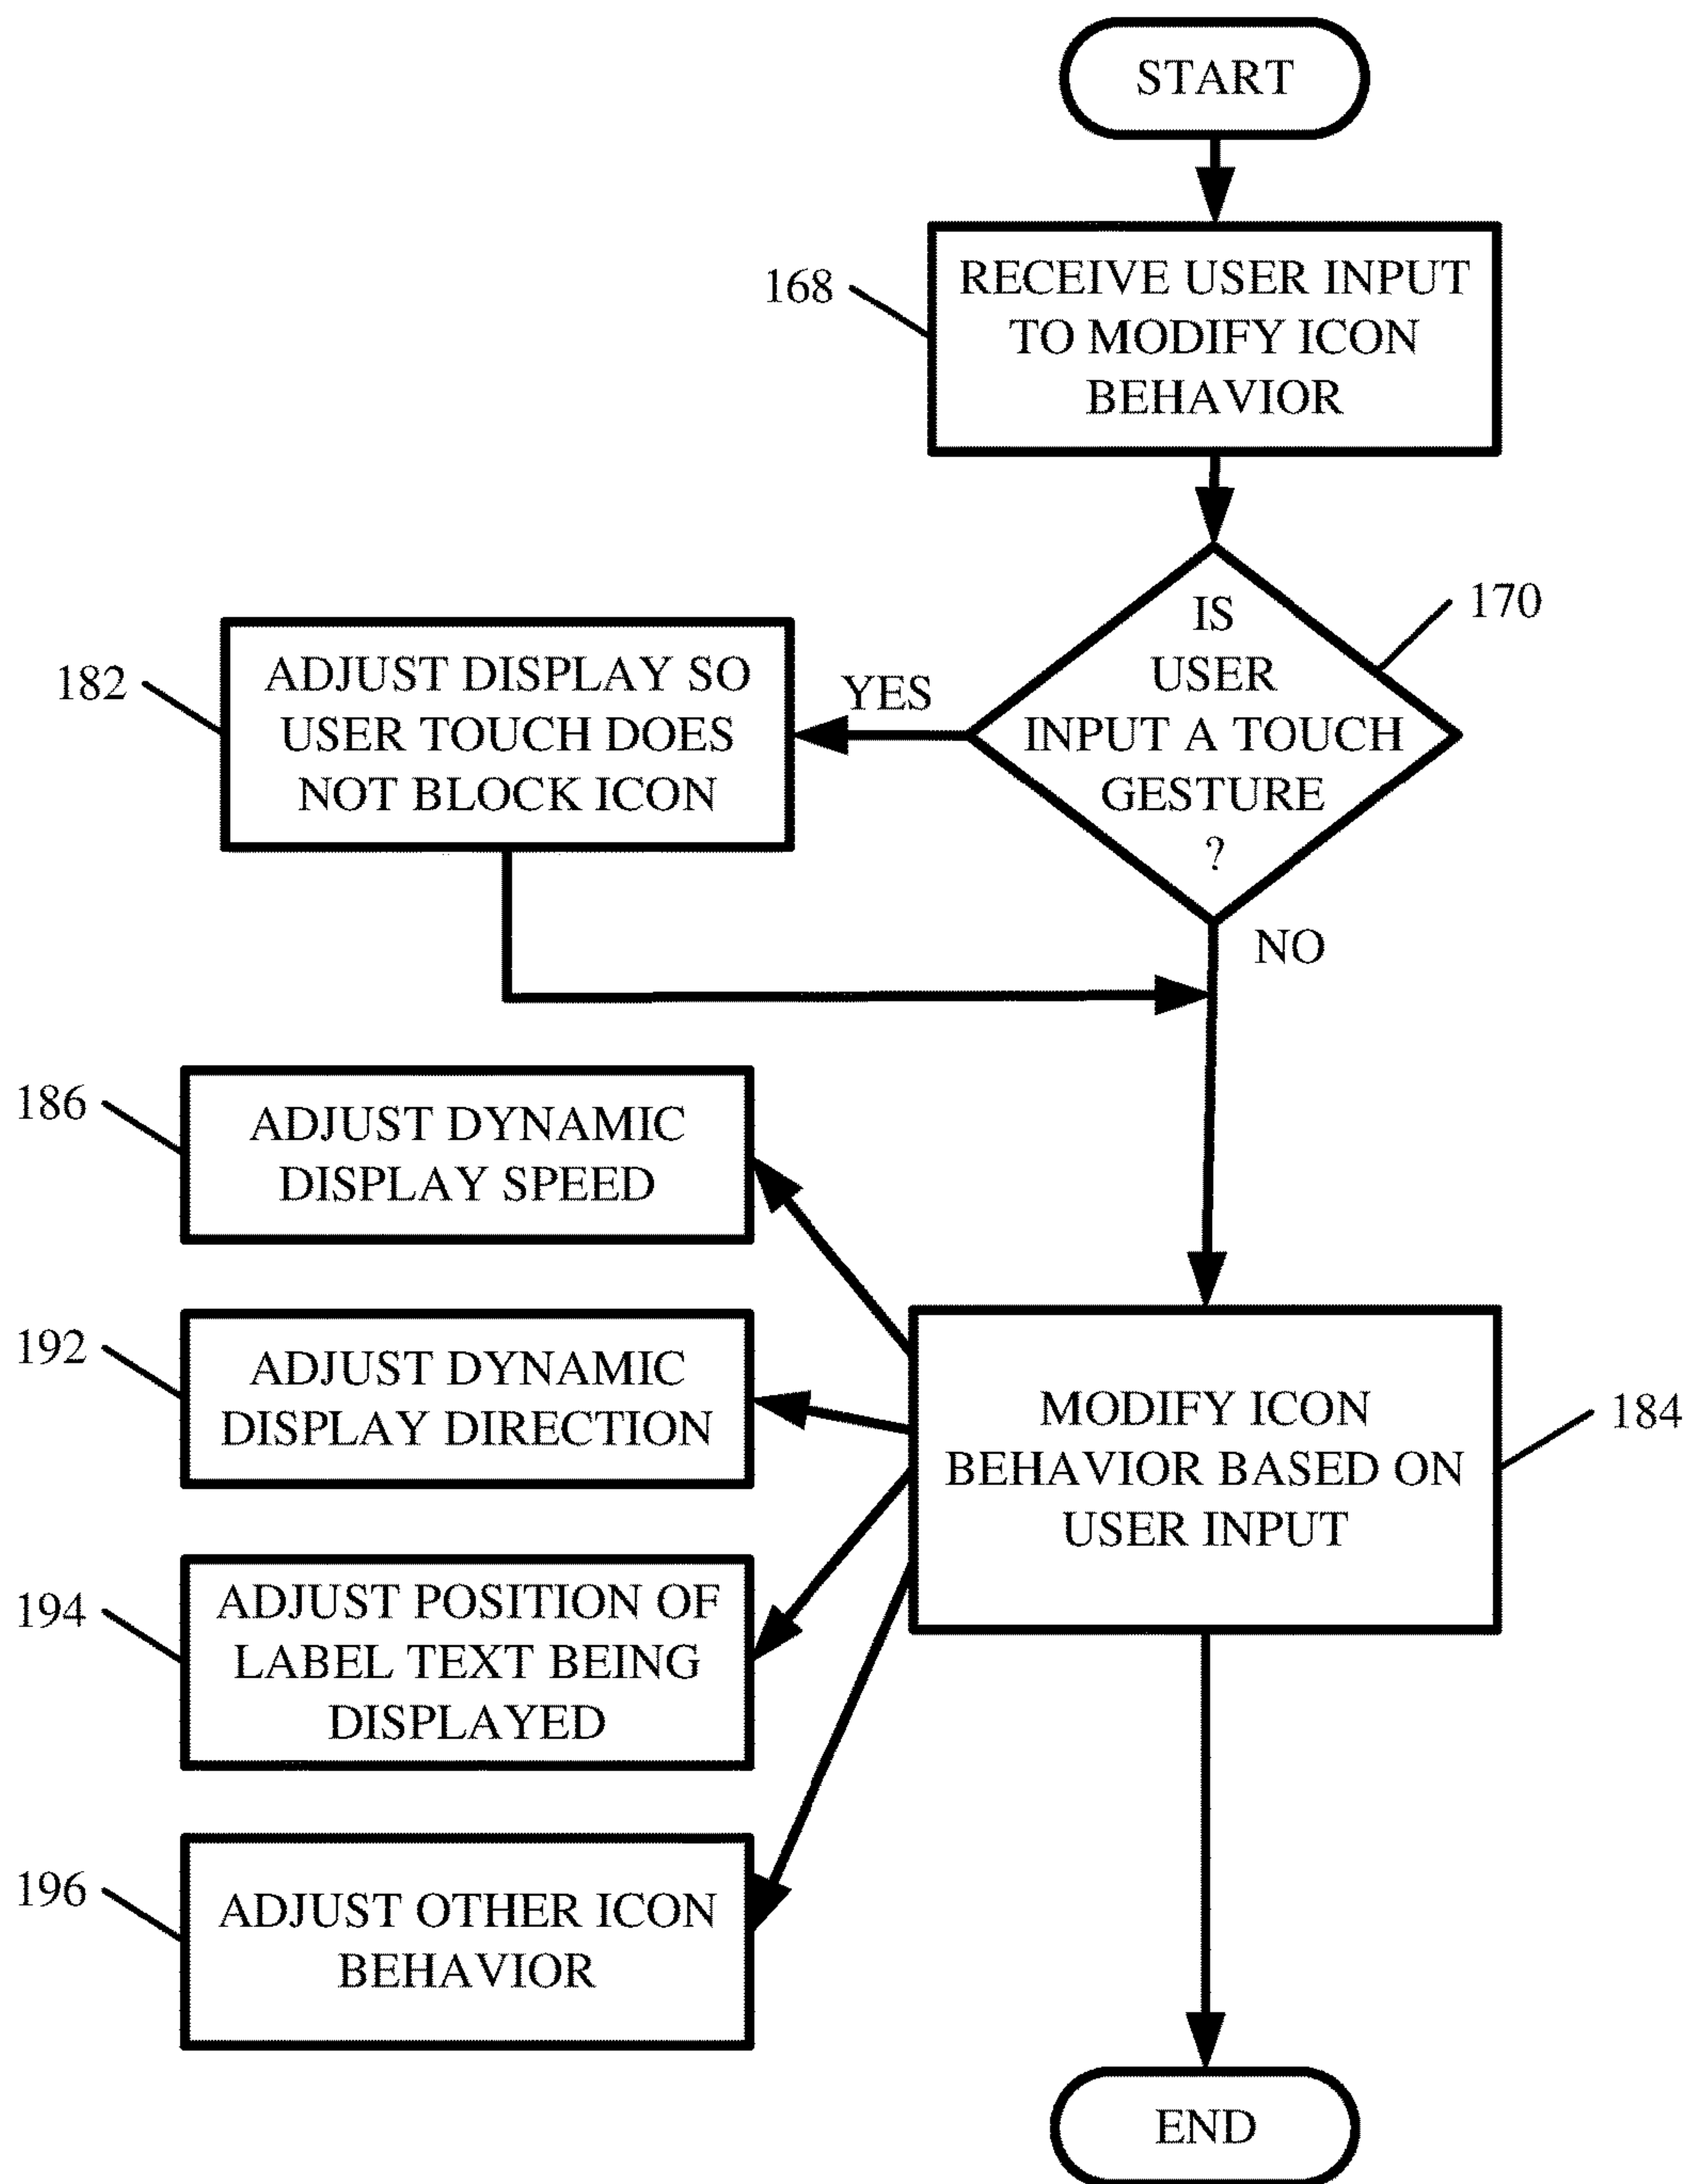 START
168
RECEIVE USER INPUT
TO MODIFY ICON
BEHAVIOR
170
IS
USER
INPUT A TOUCH
GESTURE
?
YES
182
ADJUST DISPLAY SO
USER TOUCH DOES
NOT BLOCK ICON
NO
186
ADJUST DYNAMIC
DISPLAY SPEED
192
ADJUST DYNAMIC
DISPLAY DIRECTION
194
ADJUST POSITION OF
LABEL TEXT BEING
DISPLAYED
196
ADJUST OTHER ICON
BEHAVIOR
MODIFY ICON
BEHAVIOR BASED ON
USER INPUT
184
END